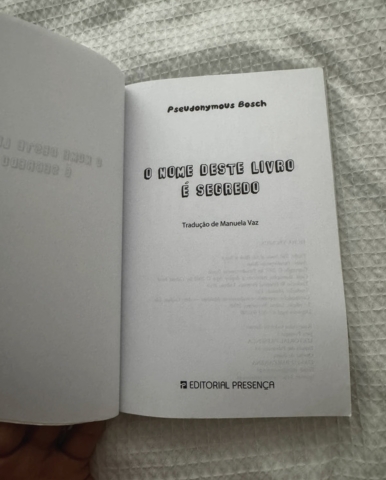 Pseudonymous Bosch
O NOME DESTE LIVRO
É SEGREDO
Tradução de Manuela Vaz
EDITORIAL PRESENÇA